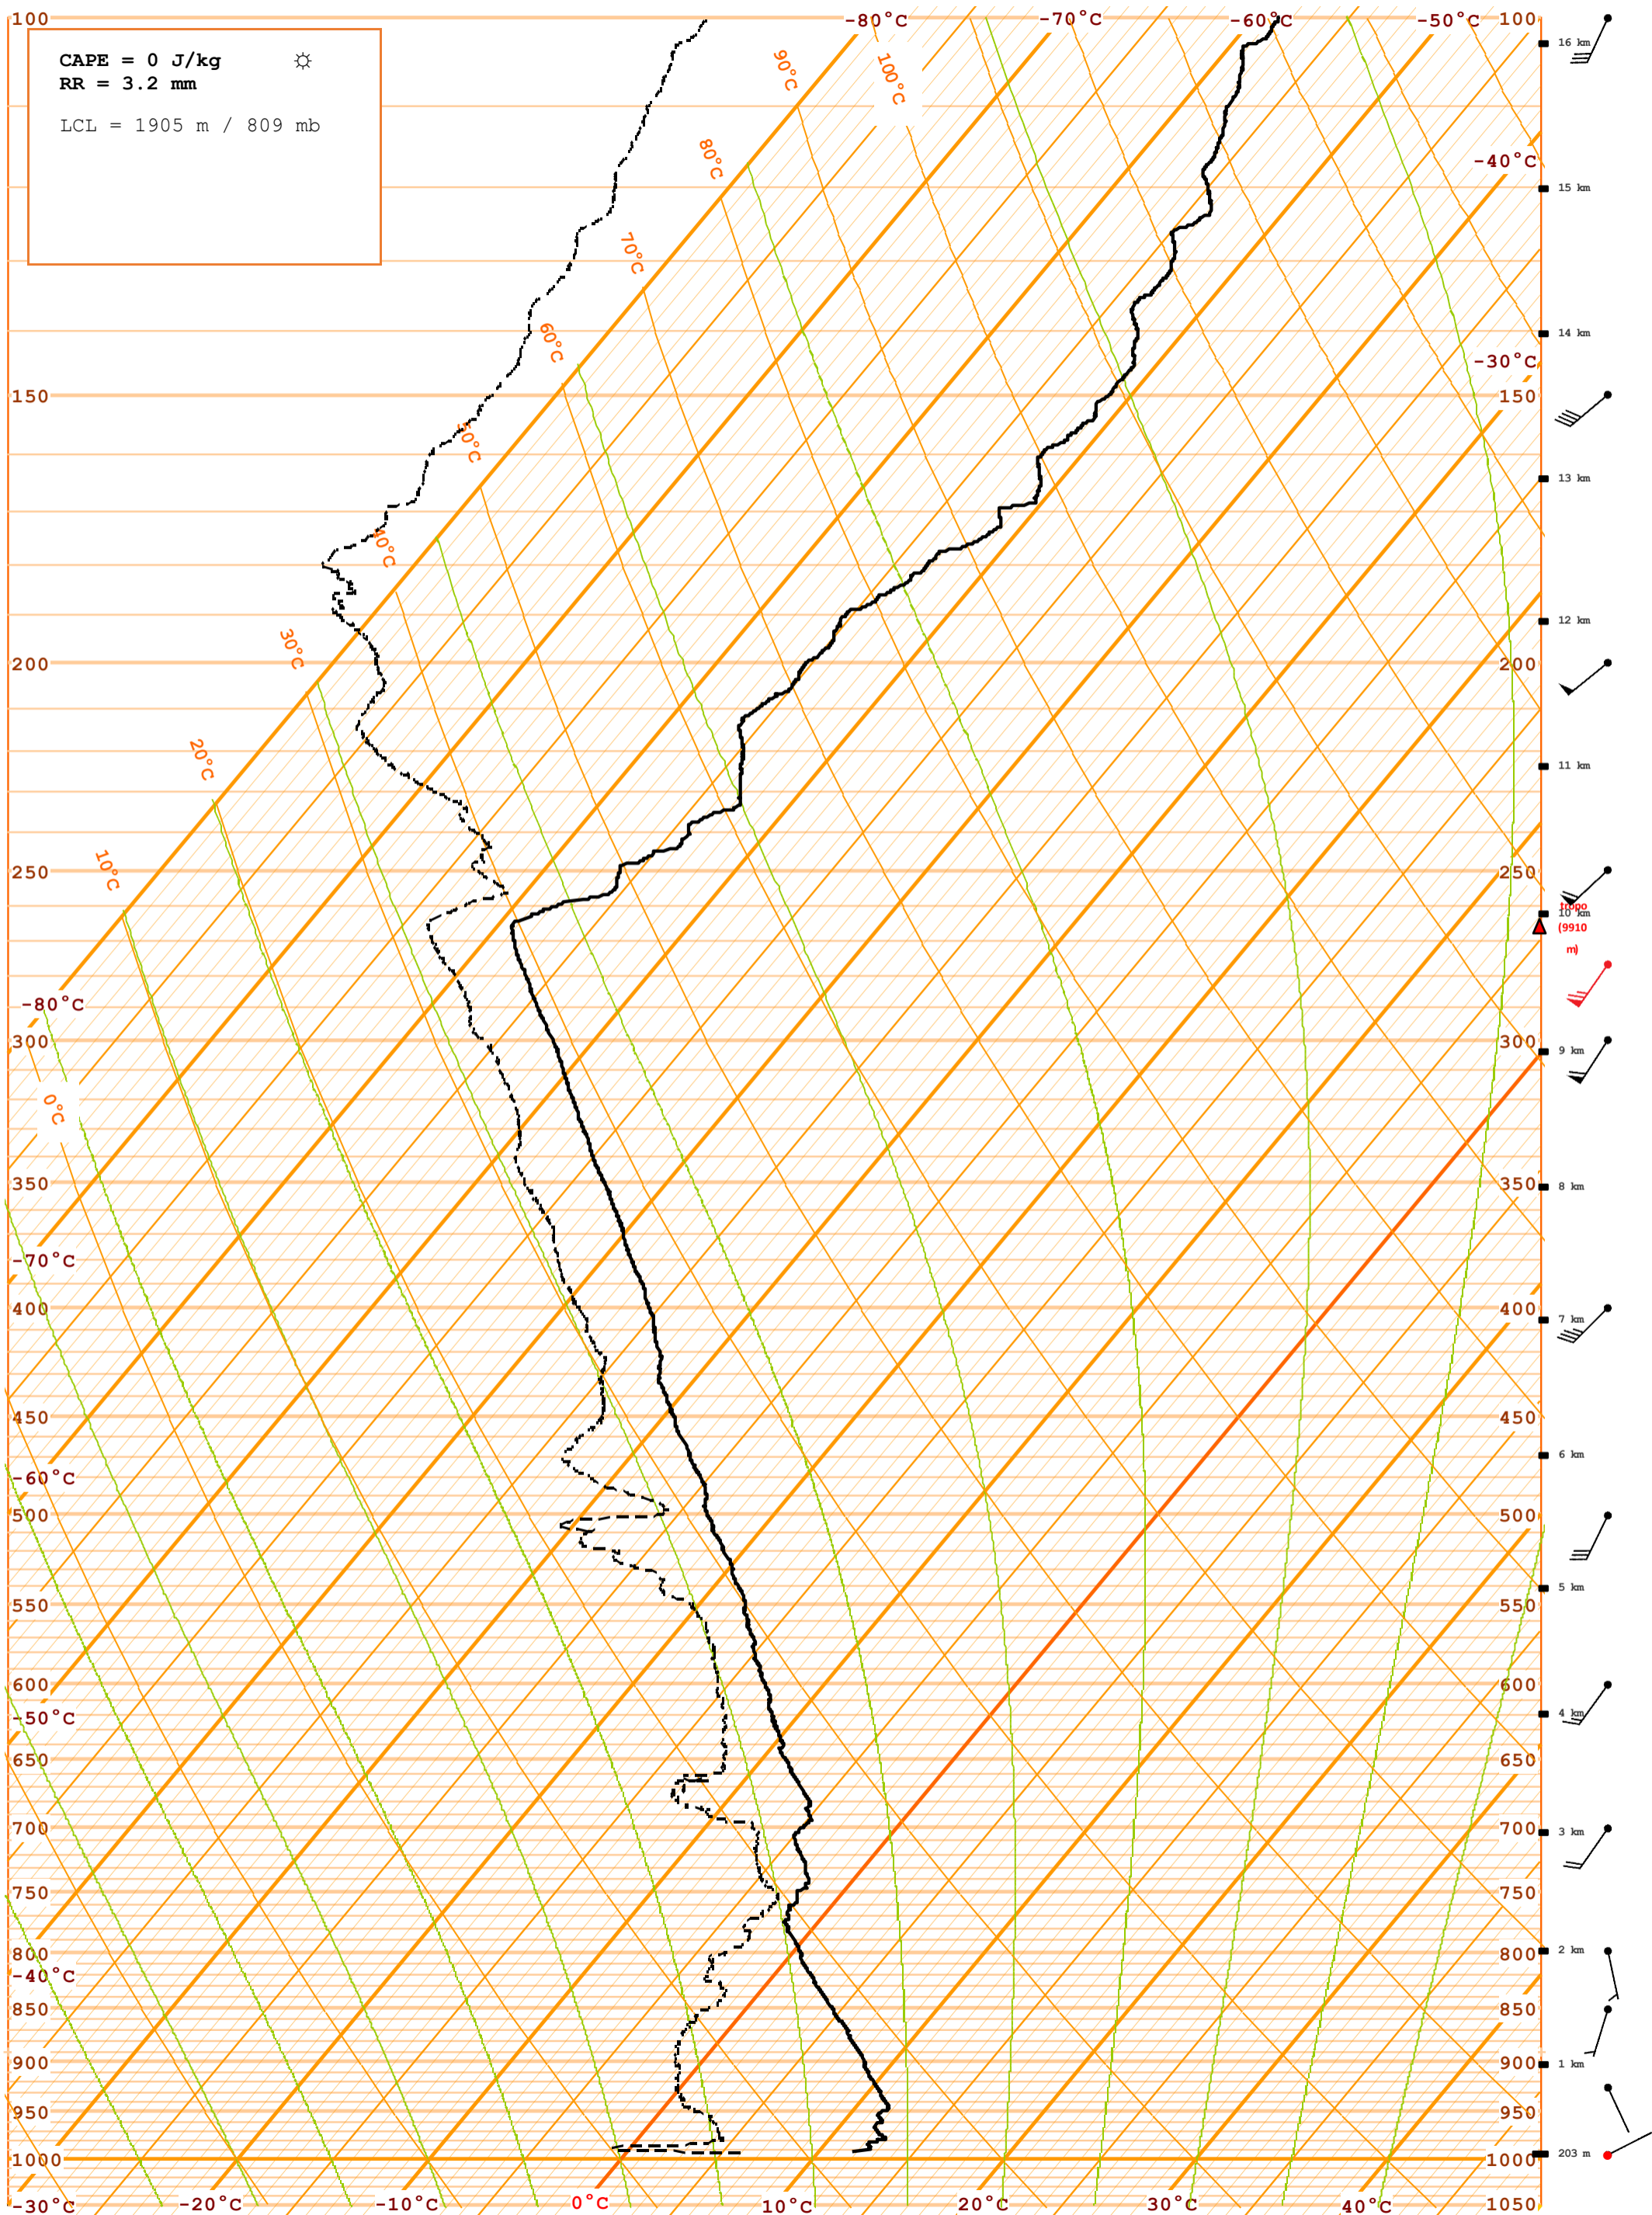 100 -80°C -70°C -60°C -50°C 100
16 km
CAPE = 0 J/kg ☼
RR = 3.2 mm
90°C 100°C
LCL = 1905 m / 809 mb
80°C -40°C
15 km
70°C
60°C 14 km
-30°C
150 150
50°C
13 km
40°C
12 km
30°C
200 200
20°C 11 km
10°C 250 250
tropo
10 km
(9910
m)
-80°C
300 300
9 km
0°C
350 350
8 km
-70°C
400 400
7 km
450 450
6 km
-60°C
500 500
5 km
550 550
600 600
-50°C 4 km
650 650
700 700
3 km
750 750
800 800 2 km
-40°C
850 850
900 900
1 km
950 950
1000 1000 203 m
-30°C -20°C -10°C 0°C 10°C 20°C 30°C 40°C 1050